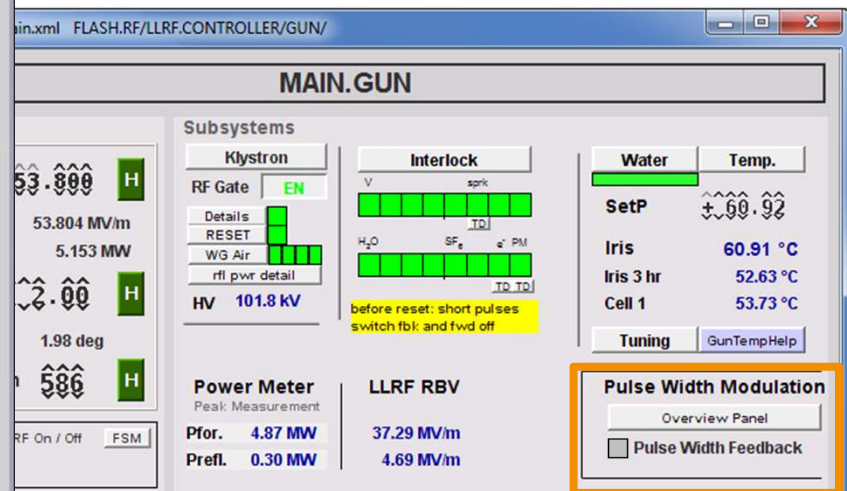 ain.xml FLASH.RF/LLRF.CONTROLLER/GUN/
MAIN.GUN
53.800 H
53.804 MV/m
5.153 MW
2.00 H
1.98 deg
586 H
RF On / Off FSM
Subsystems
Klystron
RF Gate EN
Details
RESET
WG Air
rfl pwr detail
HV 101.8 kV
Interlock
V sprk
TD
H2O SF6 e- PM
TD TD
before reset: short pulses
switch fbk and fwd off
Water Temp.
SetP +60.92
Iris 60.91 °C
Iris 3 hr 52.63 °C
Cell 1 53.73 °C
Tuning GunTempHelp
Power Meter
Peak Measurement
Pfor. 4.87 MW
Prefl. 0.30 MW
LLRF RBV
37.29 MV/m
4.69 MV/m
Pulse Width Modulation
Overview Panel
Pulse Width Feedback